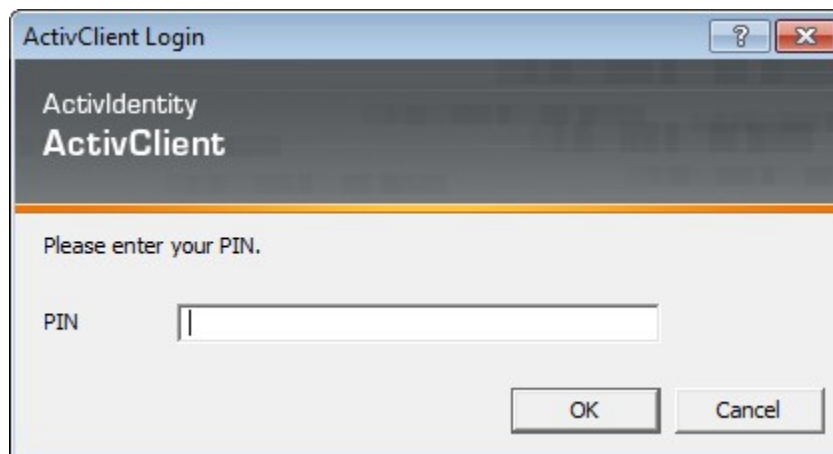 ActivClient Login
ActivIdentity
ActivClient
Please enter your PIN.
PIN
OK
Cancel